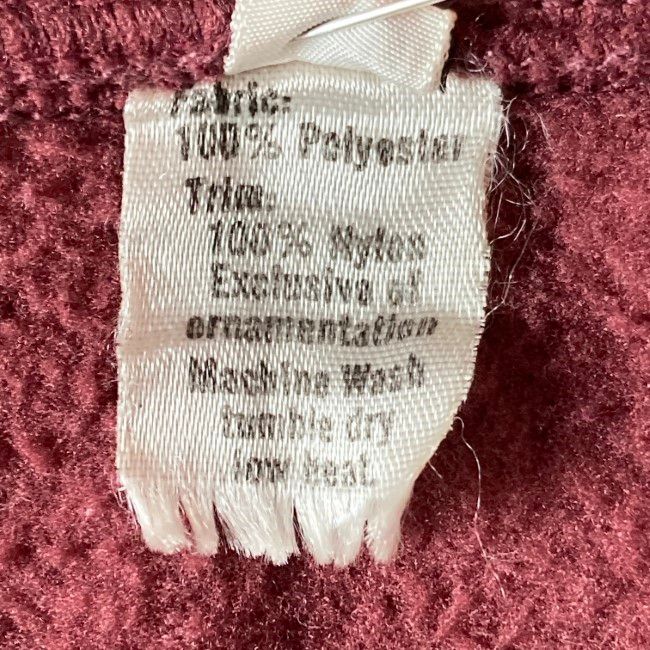 Fabric:
100% Polyester
Trim:
100% Nylon
Exclusive of
ornamentation
Machine Wash
tumble dry
low heat.